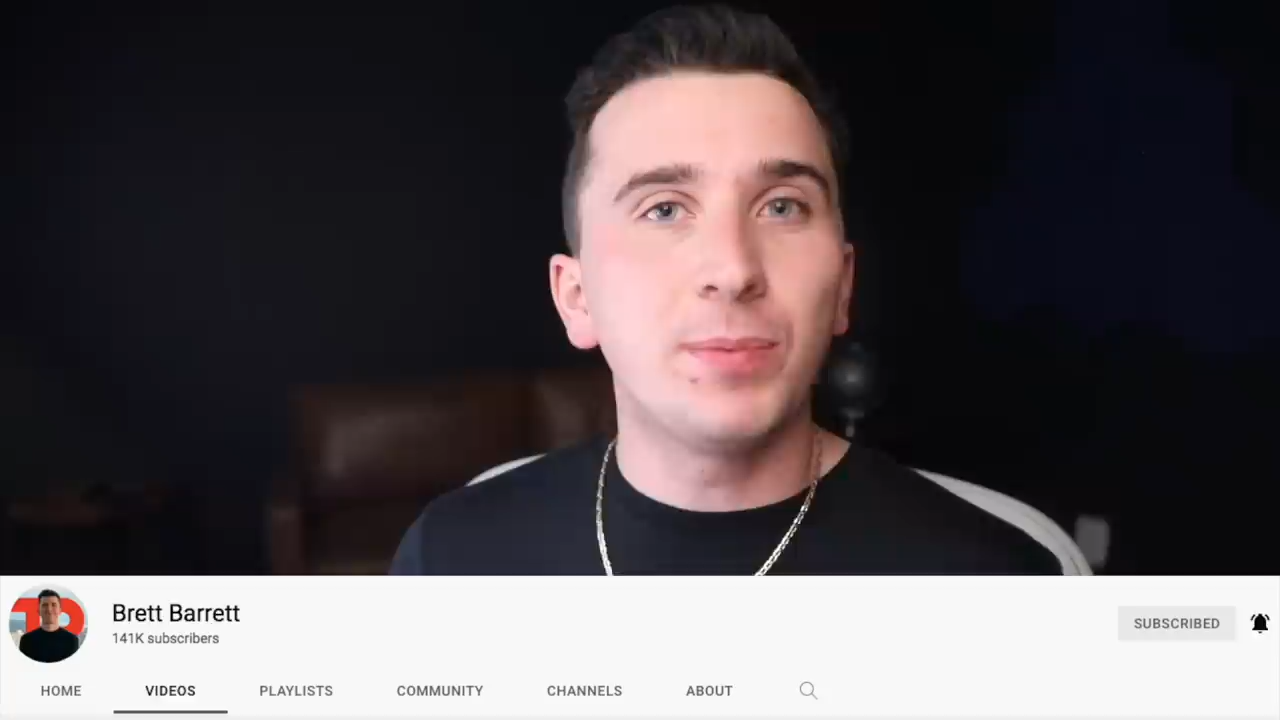 Brett Barrett
141K subscribers
SUBSCRIBED
HOME
VIDEOS
PLAYLISTS
COMMUNITY
CHANNELS
ABOUT